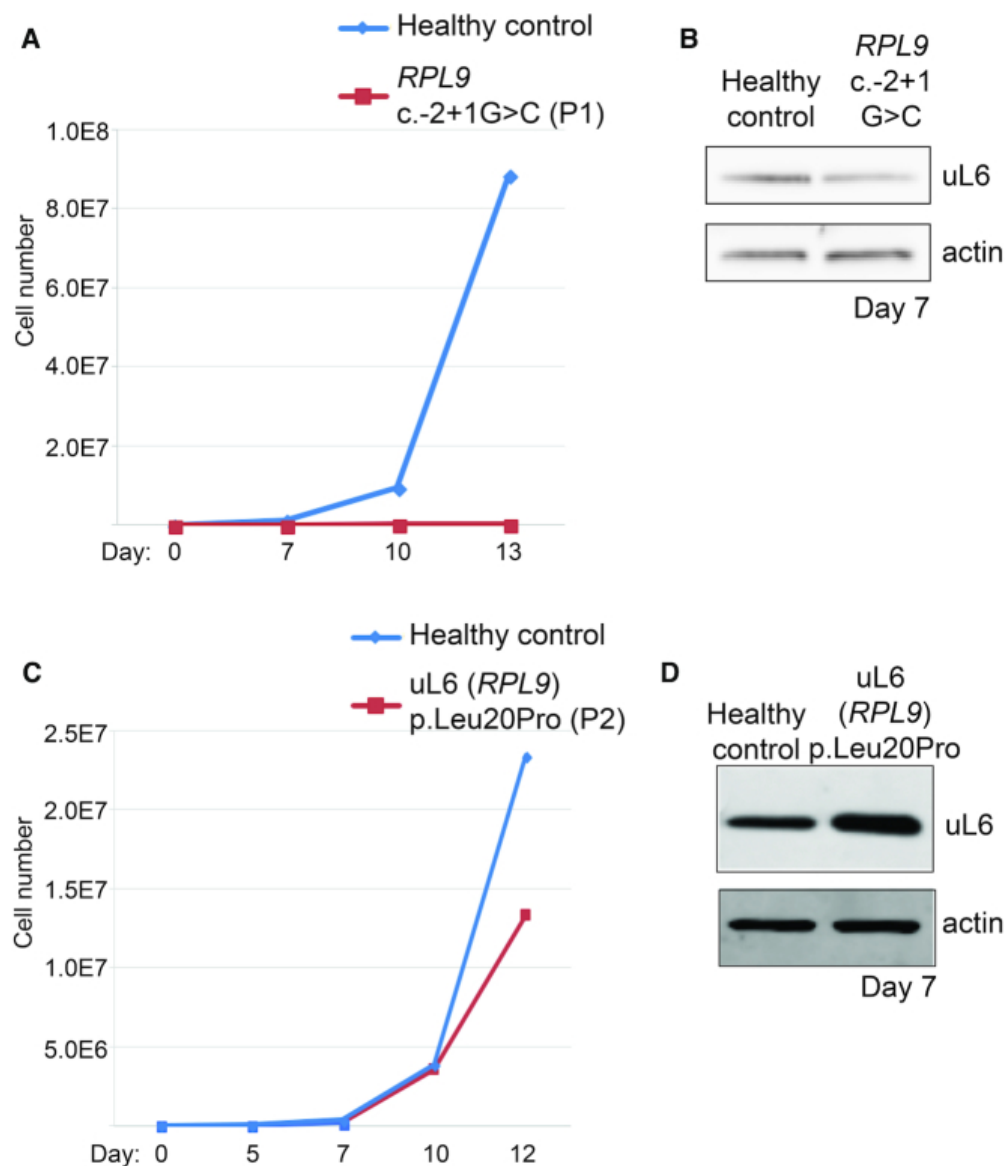 A
Healthy control
RPL9
c.-2+1G>C (P1)
1.0E8
8.0E7
6.0E7
4.0E7
2.0E7
Cell number
Day: 0 7 10 13
B
Healthy
control
RPL9
c.-2+1
G>C
uL6
actin
Day 7
C
Healthy control
uL6 (RPL9)
p.Leu20Pro (P2)
2.5E7
2.0E7
1.5E7
1.0E7
5.0E6
Cell number
Day: 0 5 7 10 12
D
Healthy
control
uL6
(RPL9)
p.Leu20Pro
uL6
actin
Day 7